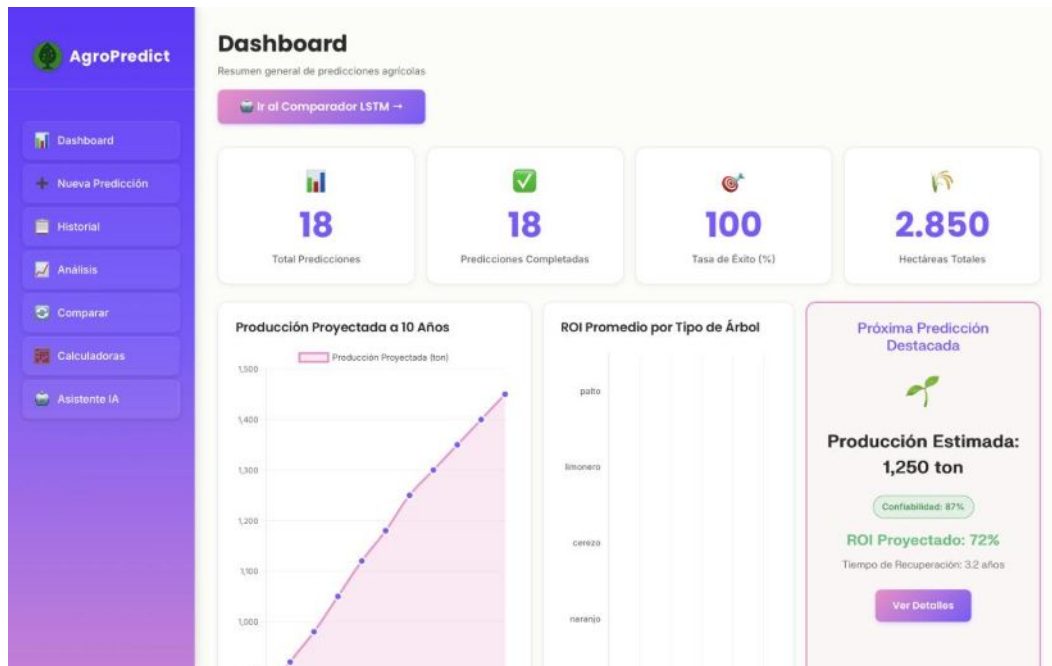 AgroPredict
Dashboard
Nueva Predicción
Historial
Análisis
Comparar
Calculadoras
Asistente IA
Dashboard
Resumen general de predicciones agrícolas
Ir al Comparador LSTM →
18
Total Predicciones
18
Predicciones Completadas
100
Tasa de Éxito (%)
2.850
Hectáreas Totales
Producción Proyectada a 10 Años
Producción Proyectada (ton)
1,500
1,400
1,300
1,200
1,100
1,000
ROI Promedio por Tipo de Árbol
palto
limonero
cerezo
naranjo
Próxima Predicción
Destacada
Producción Estimada:
1,250 ton
Confiabilidad: 87%
ROI Proyectado: 72%
Tiempo de Recuperación: 3.2 años
Ver Detalles